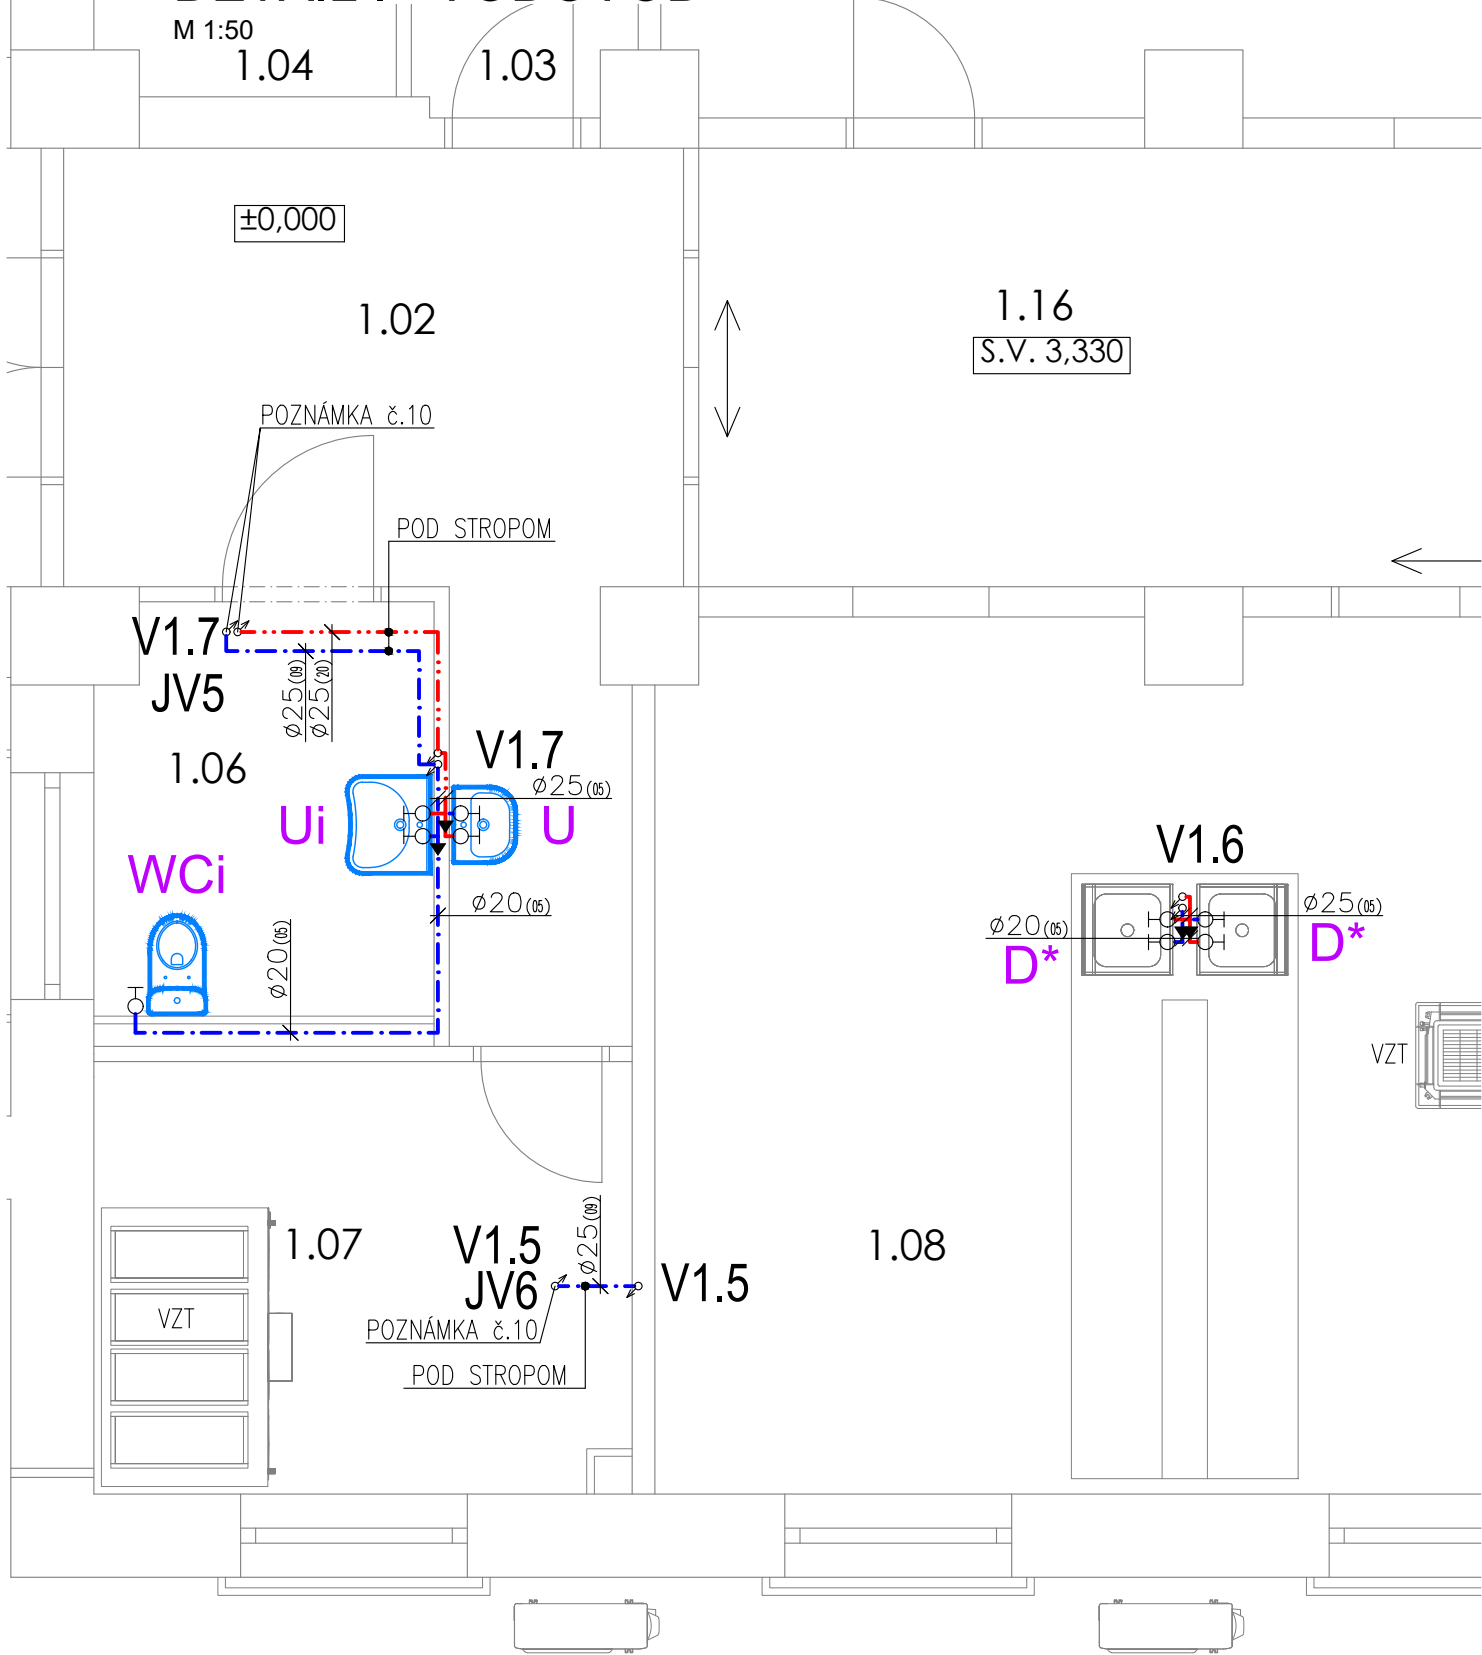 M 1:50
1.04
1.03
±0,000
1.02
1.16
S.V. 3,330
POZNÁMKA č.10
POD STROPOM
V1.7
JV5
ø25(09)
ø25(20)
1.06
V1.7
ø25(05)
Ui
U
WCi
V1.6
ø20(05)
ø25(05)
ø20(05)
D*
D*
ø20(05)
VZT
1.07
V1.5
JV6
ø25(09)
V1.5
1.08
VZT
POZNÁMKA č.10
POD STROPOM